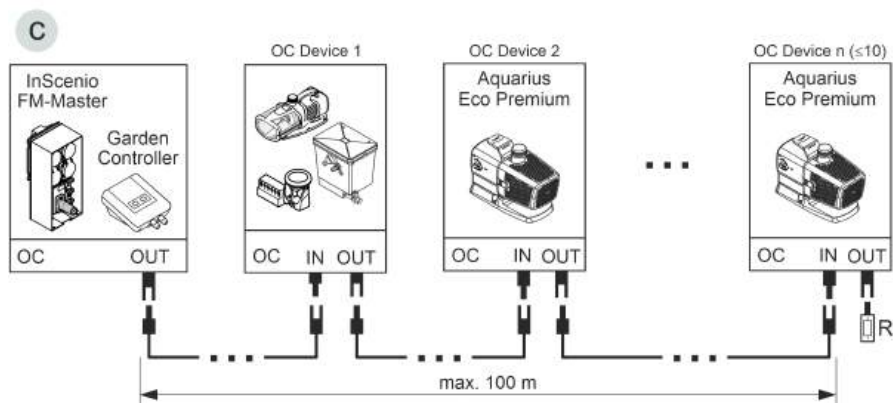 C
OC Device 1
OC Device 2
OC Device n (≤10)
InScenio
FM-Master
Garden
Controller
Aquarius
Eco Premium
Aquarius
Eco Premium
OC OUT
OC IN OUT
OC IN OUT
OC IN OUT
R
max. 100 m